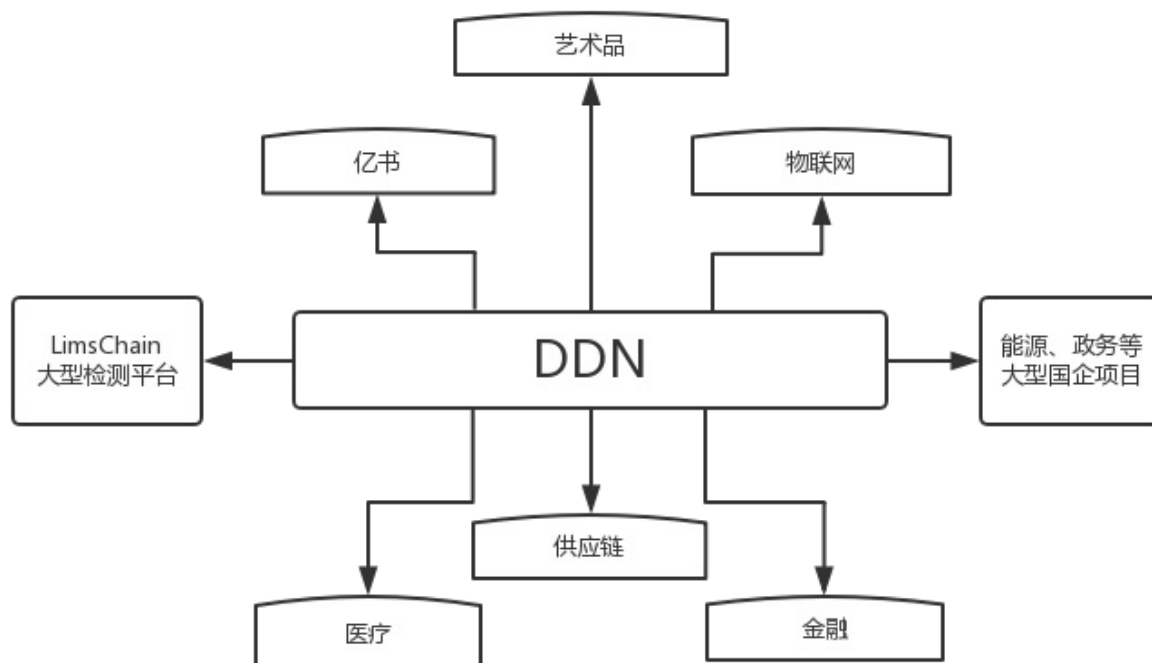 艺术品
亿书
物联网
LimsChain
大型检测平台
DDN
能源、政务等
大型国企项目
供应链
医疗
金融